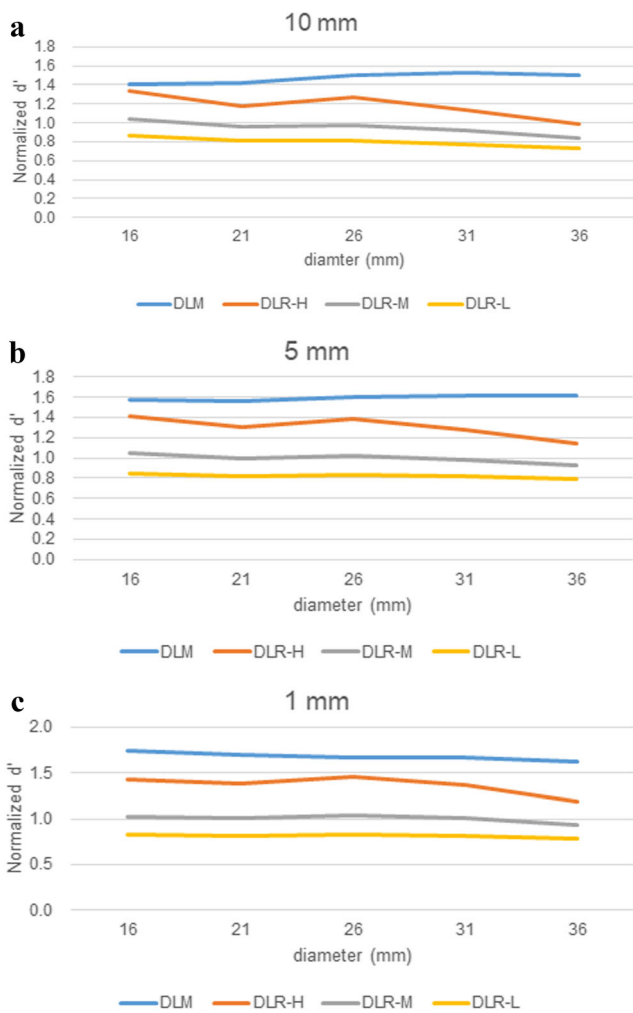 a
10 mm
Normalized d'
1.8
1.6
1.4
1.2
1.0
0.8
0.6
0.4
0.2
0.0
16 21 26 31 36
diamter (mm)
DLM DLR-H DLR-M DLR-L
b
5 mm
Normalized d'
1.8
1.6
1.4
1.2
1.0
0.8
0.6
0.4
0.2
0.0
16 21 26 31 36
diameter (mm)
DLM DLR-H DLR-M DLR-L
c
1 mm
Normalized d'
2.0
1.5
1.0
0.5
0.0
16 21 26 31 36
diameter (mm)
DLM DLR-H DLR-M DLR-L